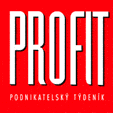 PROFIT
PODNIKATELSKÝ TÝDENÍK